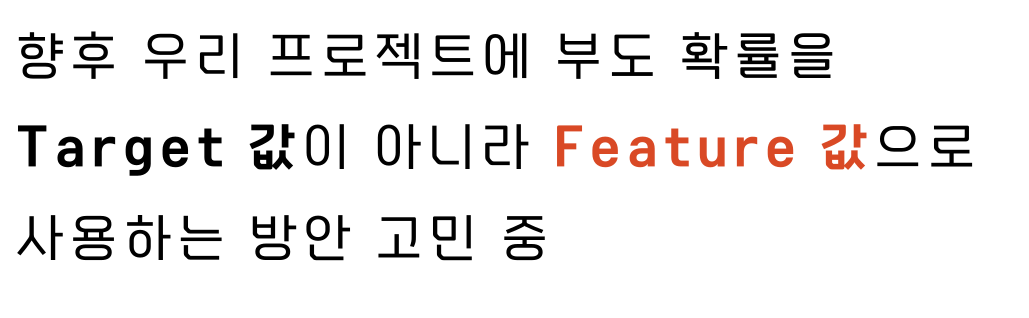 향후 우리 프로젝트에 부도 확률을
Target 값이 아니라 Feature 값으로
사용하는 방안 고민 중